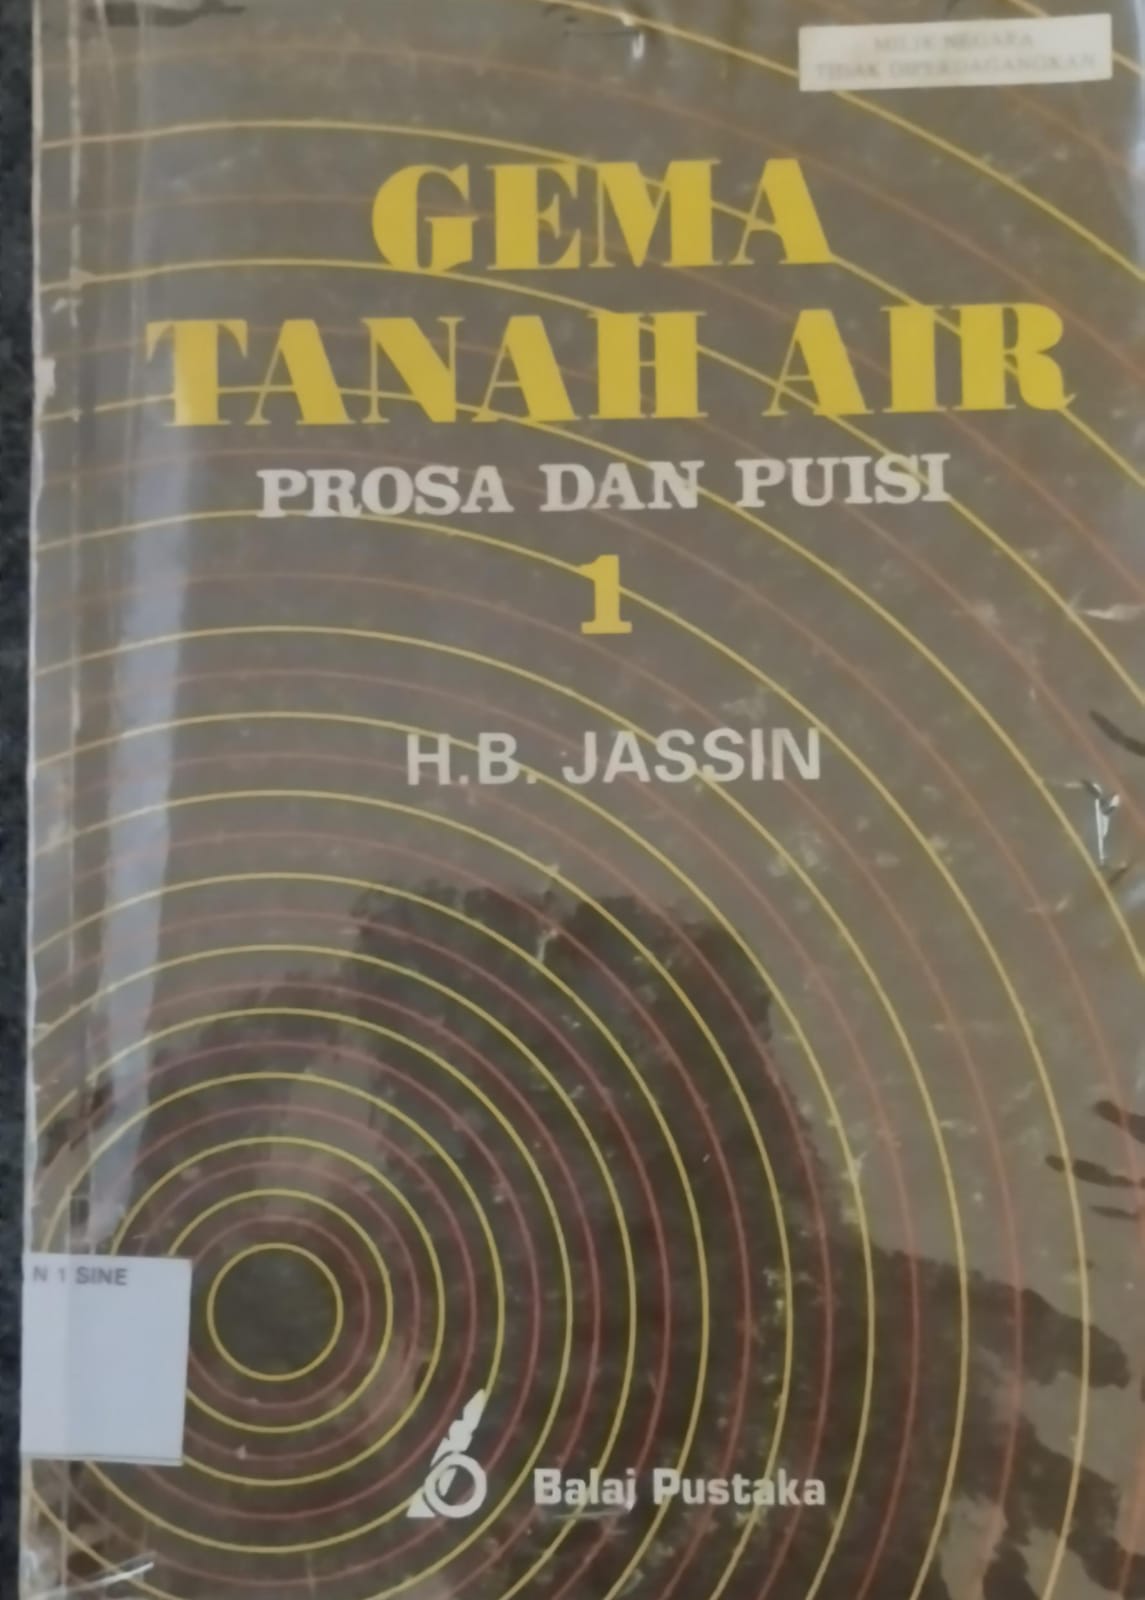 MILIK NEGARA
TIDAK DIPERDAGANGKAN
GEMA
TANAH AIR
PROSA DAN PUISI
1
H.B. JASSIN
N 1 SINE
Balai Pustaka